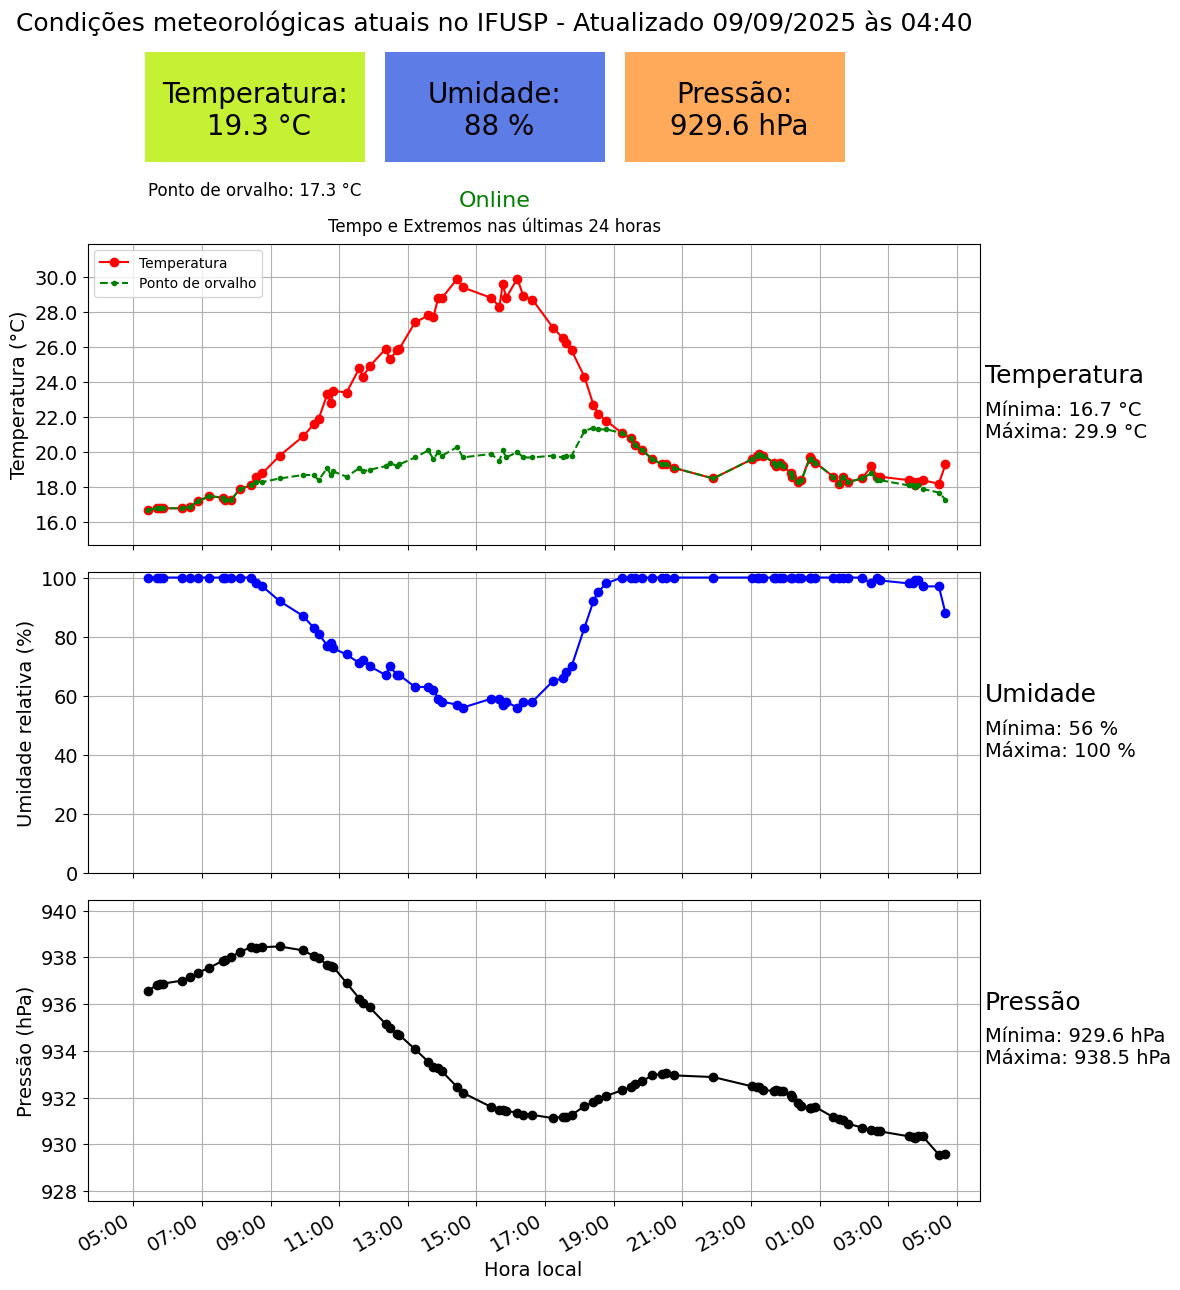 Condições meteorológicas atuais no IFUSP - Atualizado 09/09/2025 às 04:40
Temperatura:
19.3 °C
Umidade:
88 %
Pressão:
929.6 hPa
Ponto de orvalho: 17.3 °C
Online
Tempo e Extremos nas últimas 24 horas
Temperatura
Ponto de orvalho
Temperatura (°C)
30.0
28.0
26.0
24.0
22.0
20.0
18.0
16.0
Temperatura
Mínima: 16.7 °C
Máxima: 29.9 °C
Umidade relativa (%)
100
80
60
40
20
0
Umidade
Mínima: 56 %
Máxima: 100 %
Pressão (hPa)
940
938
936
934
932
930
928
Pressão
Mínima: 929.6 hPa
Máxima: 938.5 hPa
05:00 07:00 09:00 11:00 13:00 15:00 17:00 19:00 21:00 23:00 01:00 03:00 05:00
Hora local